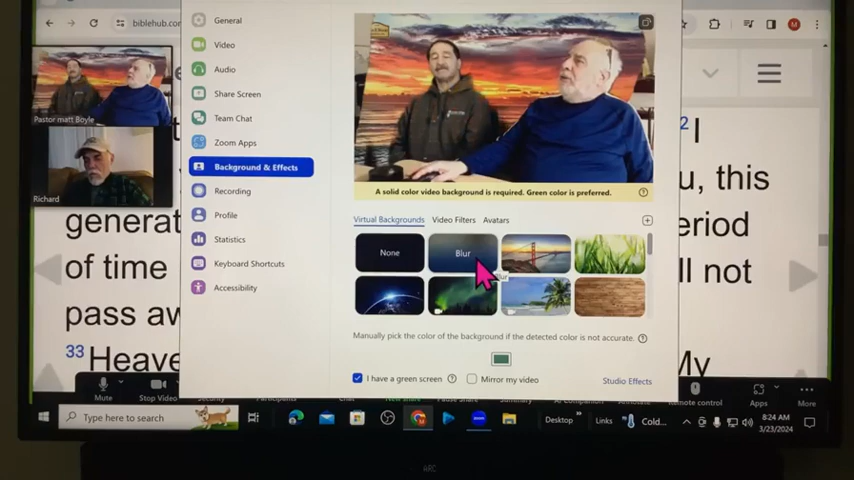 biblehub.cor
M
Pastor matt Boyle
Richard
General
Video
Audio
Share Screen
Team Chat
Zoom Apps
Background & Effects
Recording
Profile
Statistics
Keyboard Shortcuts
Accessibility
A solid color video background is required. Green color is preferred.
Virtual Backgrounds
Video Filters
Avatars
None
Blur
Manually pick the color of the background if the detected color is not accurate.
I have a green screen
Mirror my video
Studio Effects
32 I
u, this
generat
eriod
of time
ll not
pass aw
33 Heave
My
Mute
Stop Video
Remote control
Apps
More
Type here to search
Desktop
Links
Cold...
8:24 AM
3/23/2024
ARC